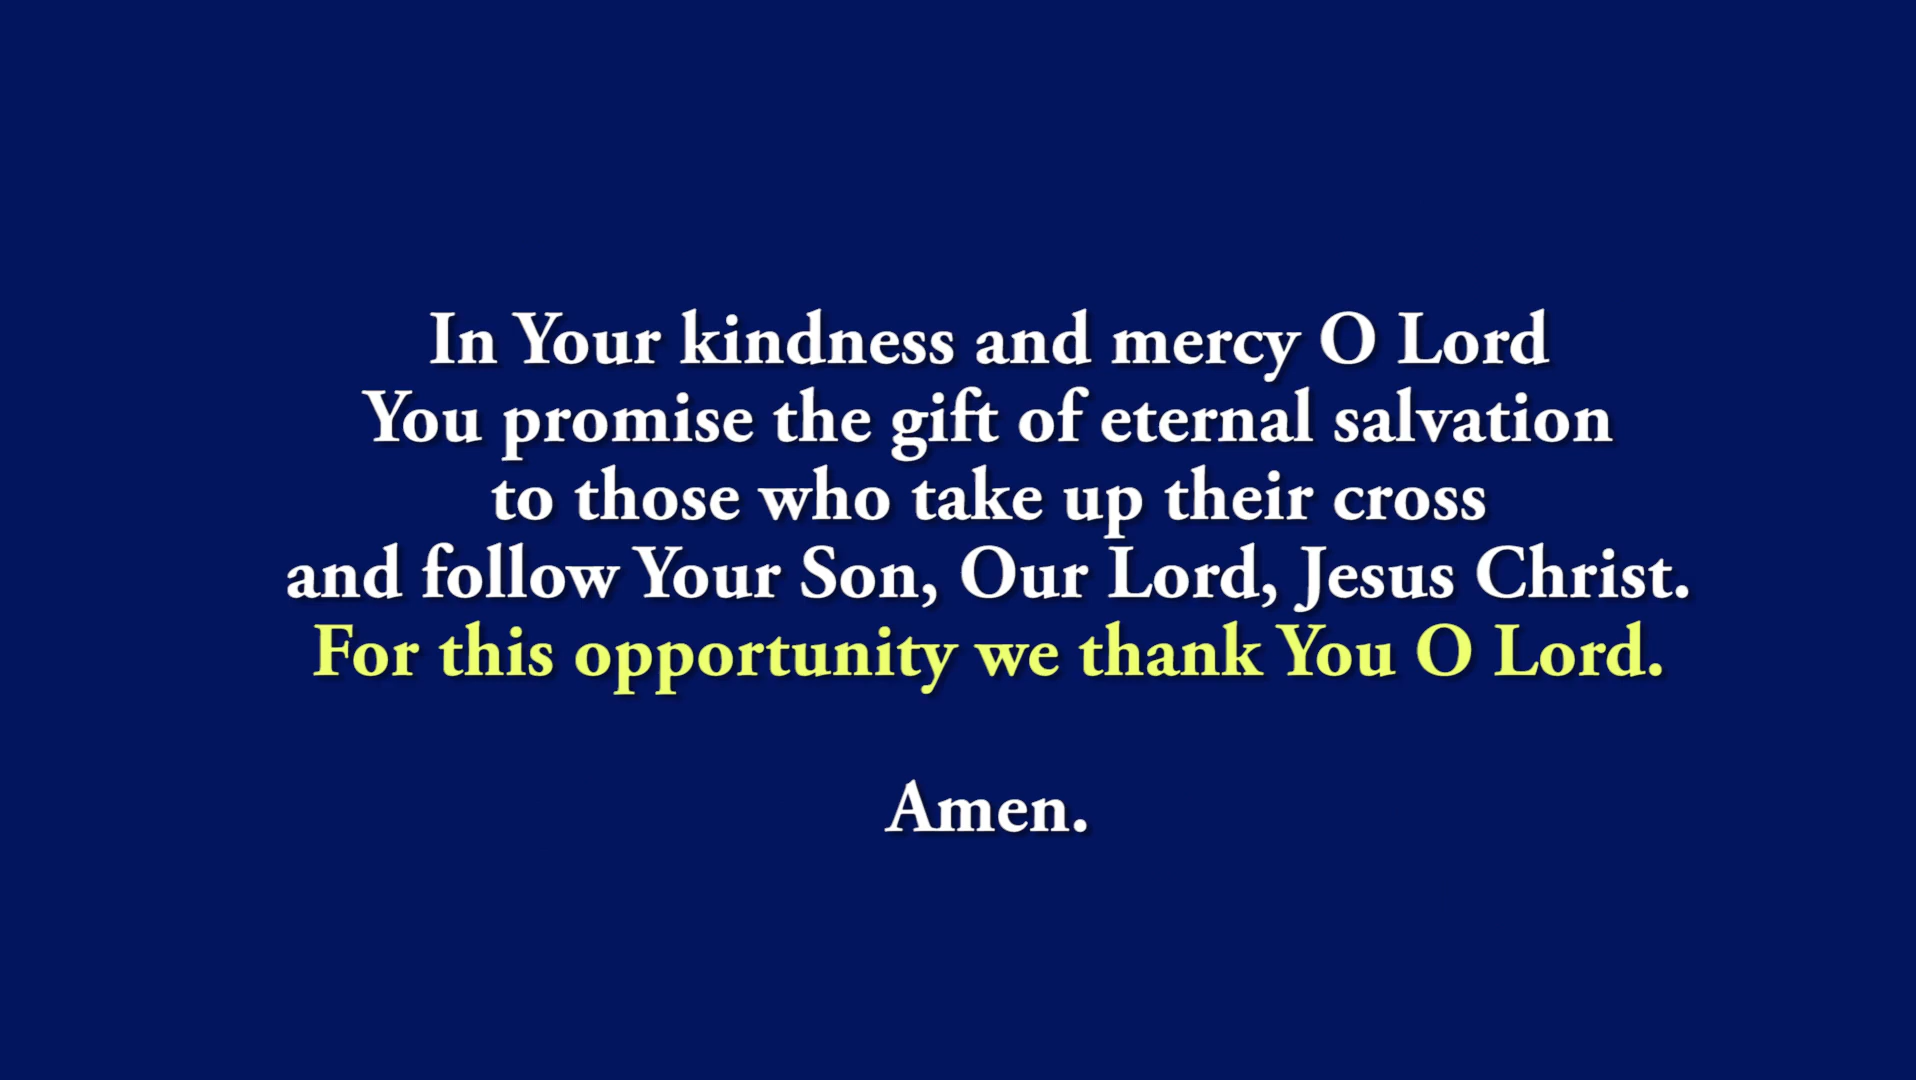 In Your kindness and mercy O Lord
You promise the gift of eternal salvation
to those who take up their cross
and follow Your Son, Our Lord, Jesus Christ.
For this opportunity we thank You O Lord.
Amen.